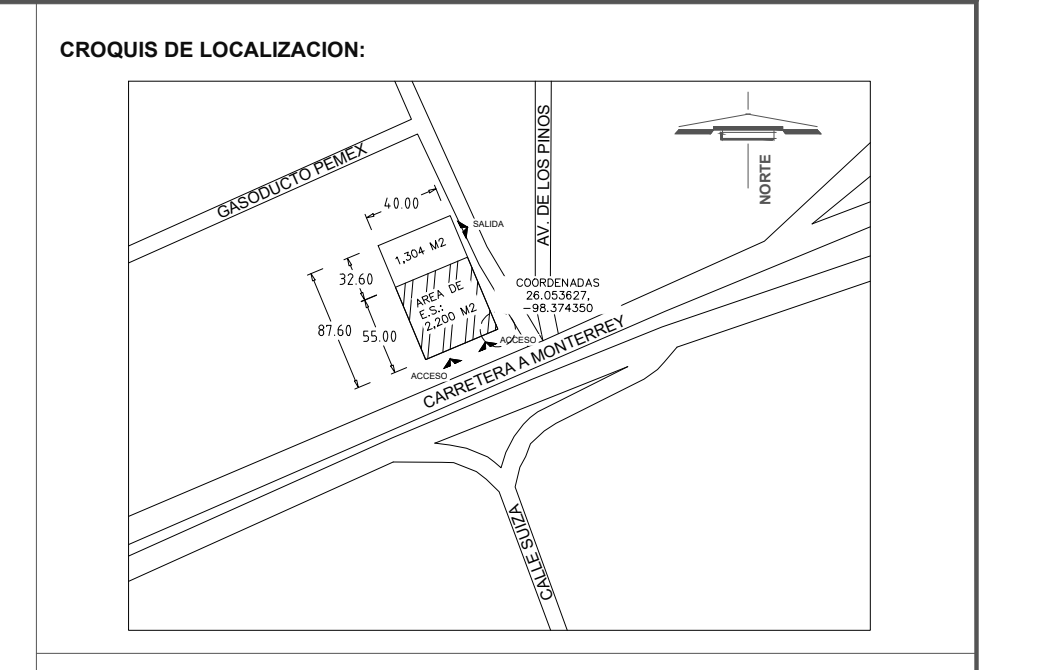 CROQUIS DE LOCALIZACION:
GASODUCTO PEMEX
AV. DE LOS PINOS
NORTE
40.00
SALIDA
1,304 M2
32.60
COORDENADAS
26.053627,
-98.374350
AREA DE
E.S.:
2,200 M2
87.60
55.00
ACCESO
ACCESO
CARRETERA A MONTERREY
CALLE SUIZA